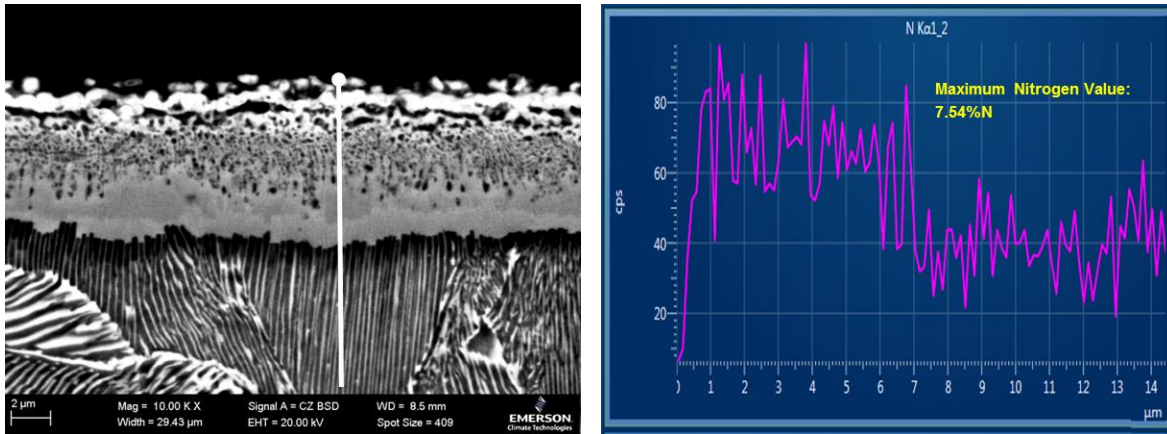 2 µm
Mag = 10.00 K X
Width = 29.43 µm
Signal A = CZ BSD
EHT = 20.00 kV
WD = 8.5 mm
Spot Size = 409
EMERSON
Climate Technologies
N Kα1_2
Maximum Nitrogen Value:
7.54%N
cps
80
60
40
20
0 1 2 3 4 5 6 7 8 9 10 11 12 13 14
µm